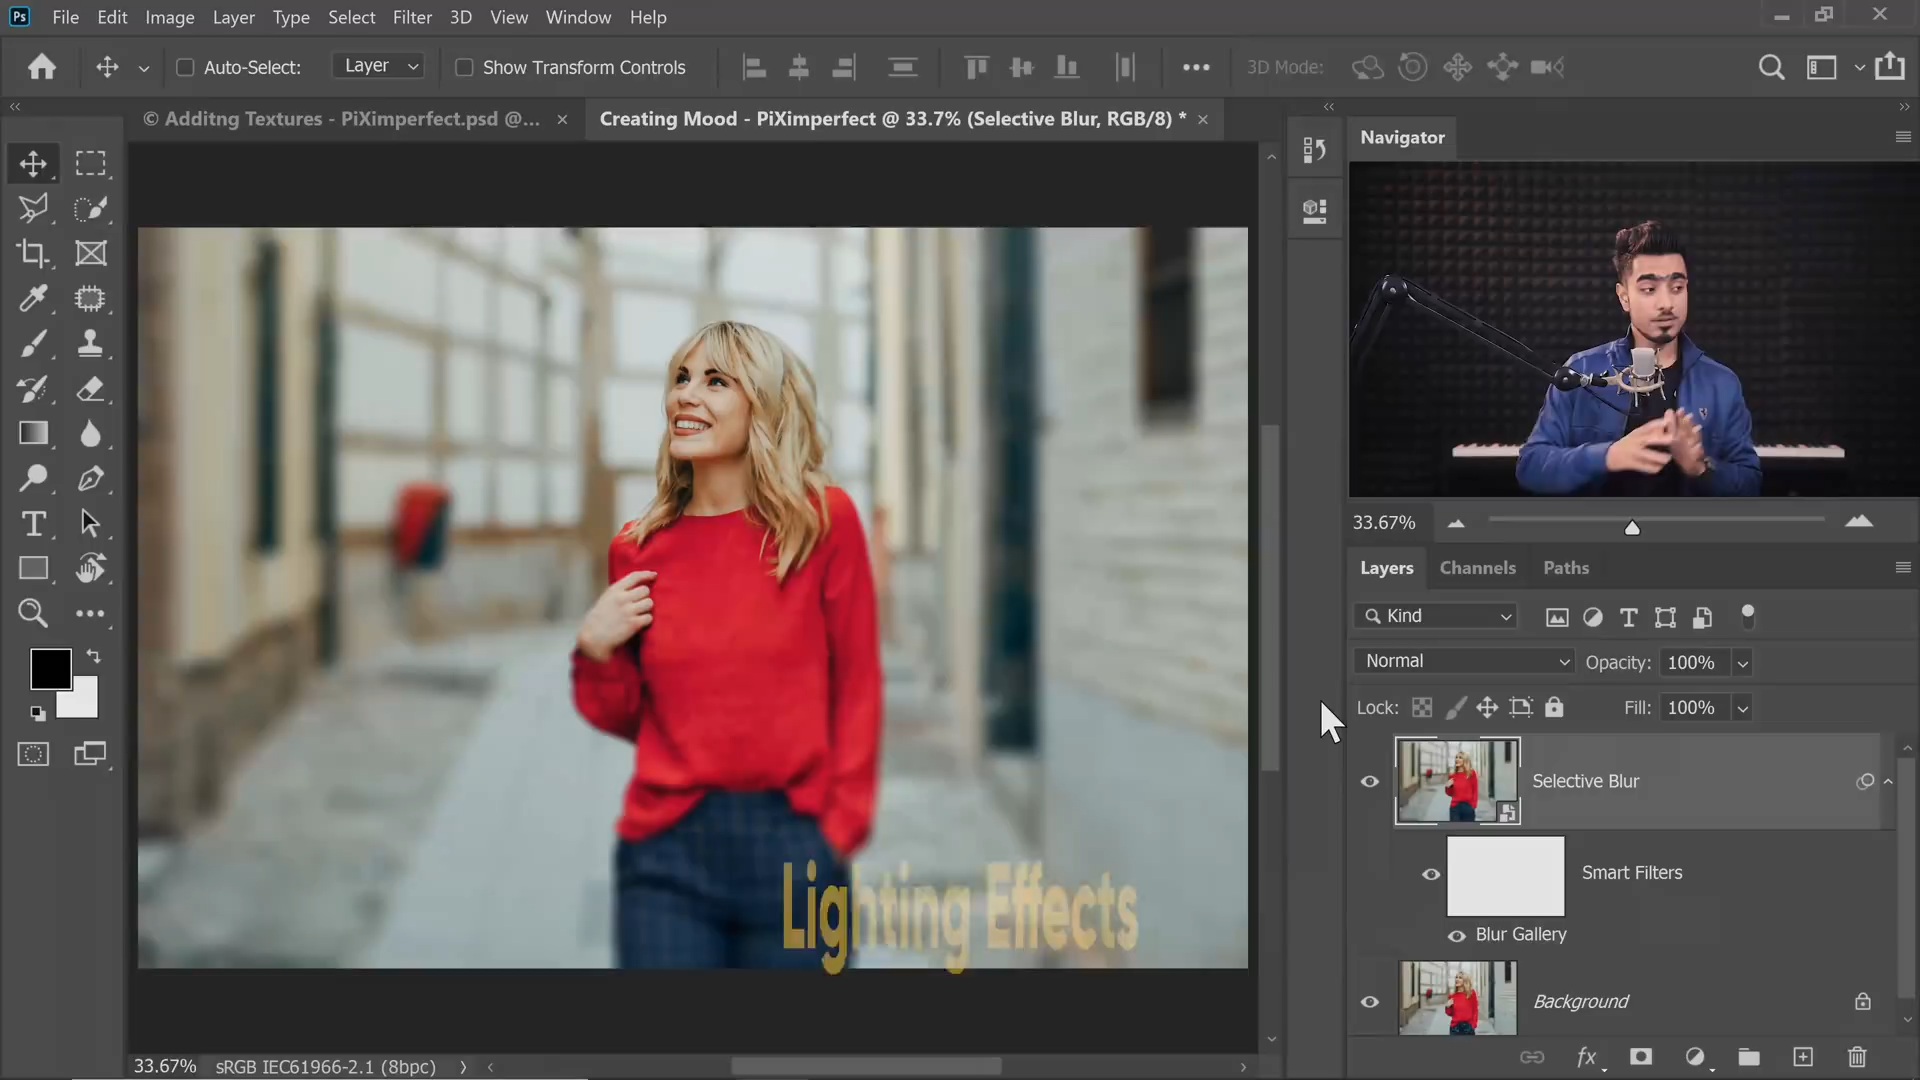 Ps File Edit Image Layer Type Select Filter 3D View Window Help
Auto-Select: Layer Show Transform Controls 3D Mode:
© Additng Textures - PiXimperfect.psd @... × Creating Mood - PiXimperfect @ 33.7% (Selective Blur, RGB/8) * ×
Navigator
33.67%
Layers Channels Paths
Kind
Normal Opacity: 100%
Lock: Fill: 100%
Selective Blur
Smart Filters
Blur Gallery
Background
Lighting Effects
33.67% sRGB IEC61966-2.1 (8bpc)
fx